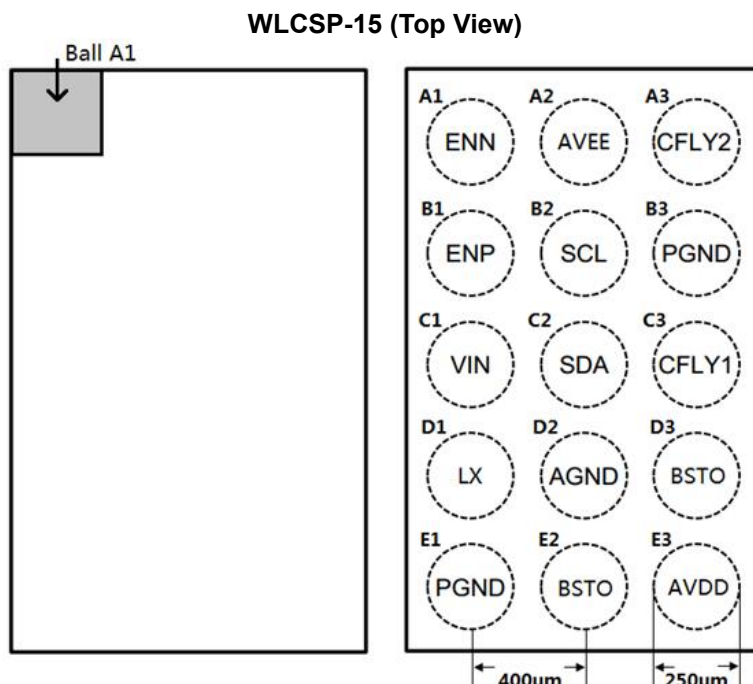 WLCSP-15 (Top View)
Ball A1
A1 A2 A3
ENN AVEE CFLY2
B1 B2 B3
ENP SCL PGND
C1 C2 C3
VIN SDA CFLY1
D1 D2 D3
LX AGND BSTO
E1 E2 E3
PGND BSTO AVDD
400um 250um